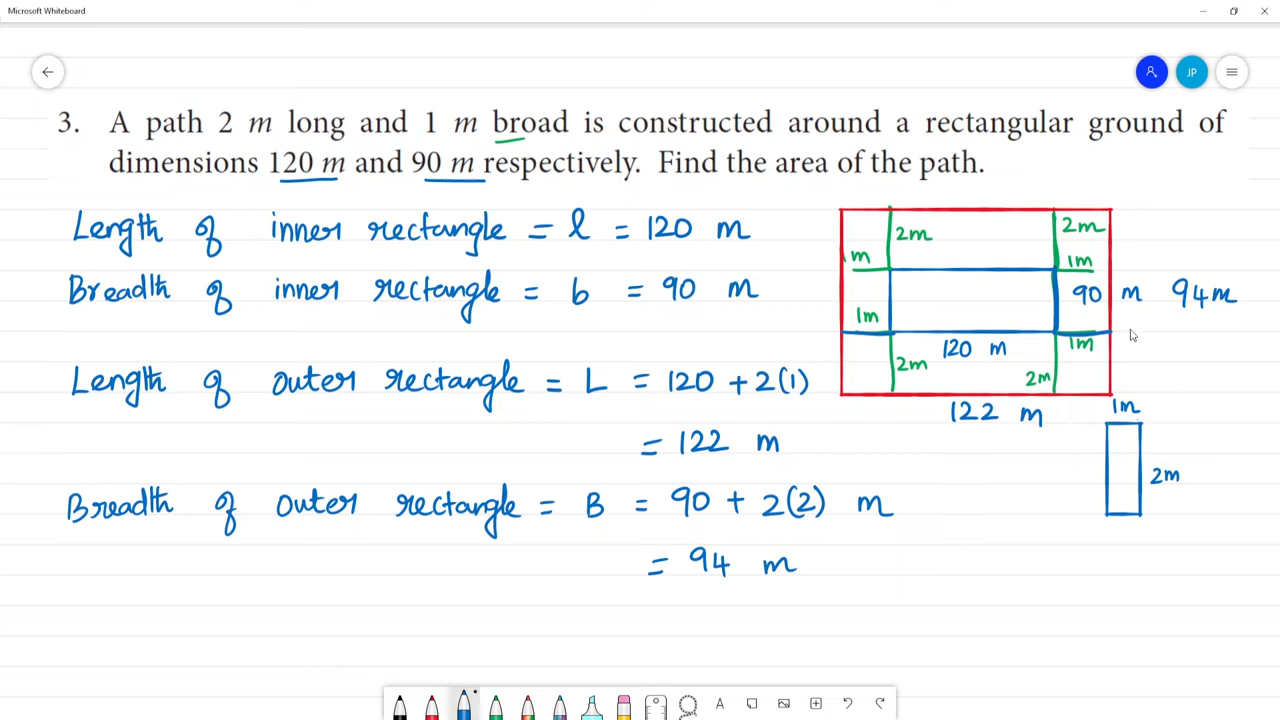 Microsoft Whiteboard
JP
3. A path 2 m long and 1 m broad is constructed around a rectangular ground of
dimensions 120 m and 90 m respectively. Find the area of the path.
Length of inner rectangle = l = 120 m
Breadth of inner rectangle = b = 90 m
Length of outer rectangle = L = 120 + 2(1)
= 122 m
Breadth of outer rectangle = B = 90 + 2(2) m
= 94 m
2m
2m
1m
1m
90 m
94m
1m
120 m
1m
2m
2m
122 m
1m
2m
A